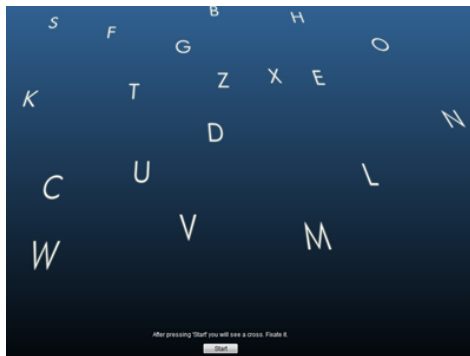 B
S H
F
G O
T Z X E
K
N
D
U L
C
V M
W
After pressing 'Start' you will see a cross. Fixate it.
Start